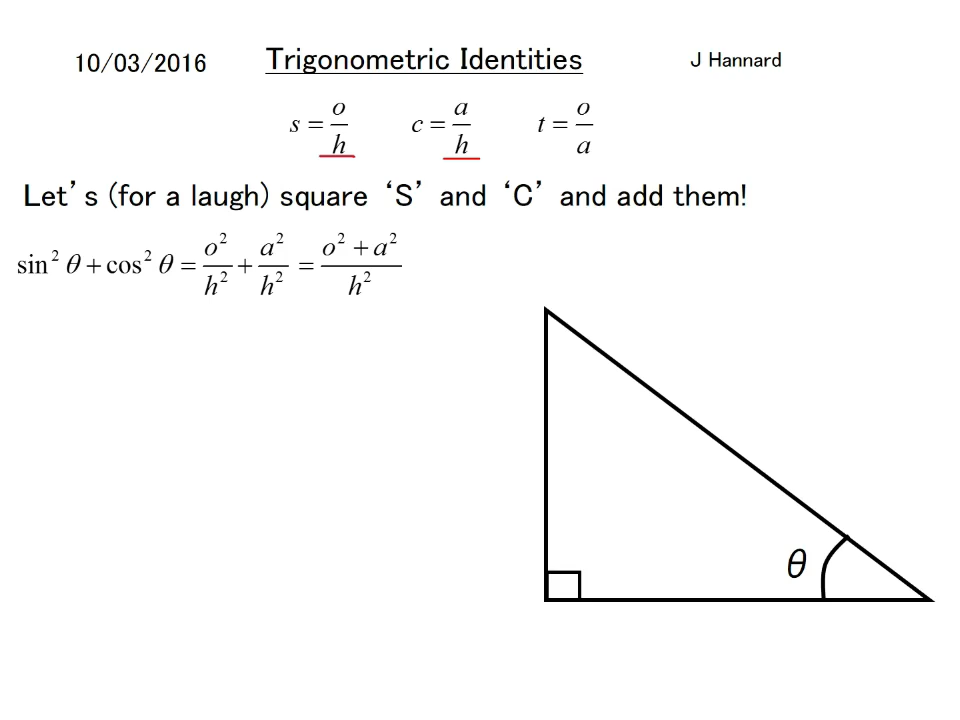 10/03/2016 Trigonometric Identities J Hannard
s = o/h c = a/h t = o/a
Let's (for a laugh) square ‘S’ and ‘C’ and add them!
sin² θ + cos² θ = o²/h² + a²/h² = (o² + a²)/h²
θ